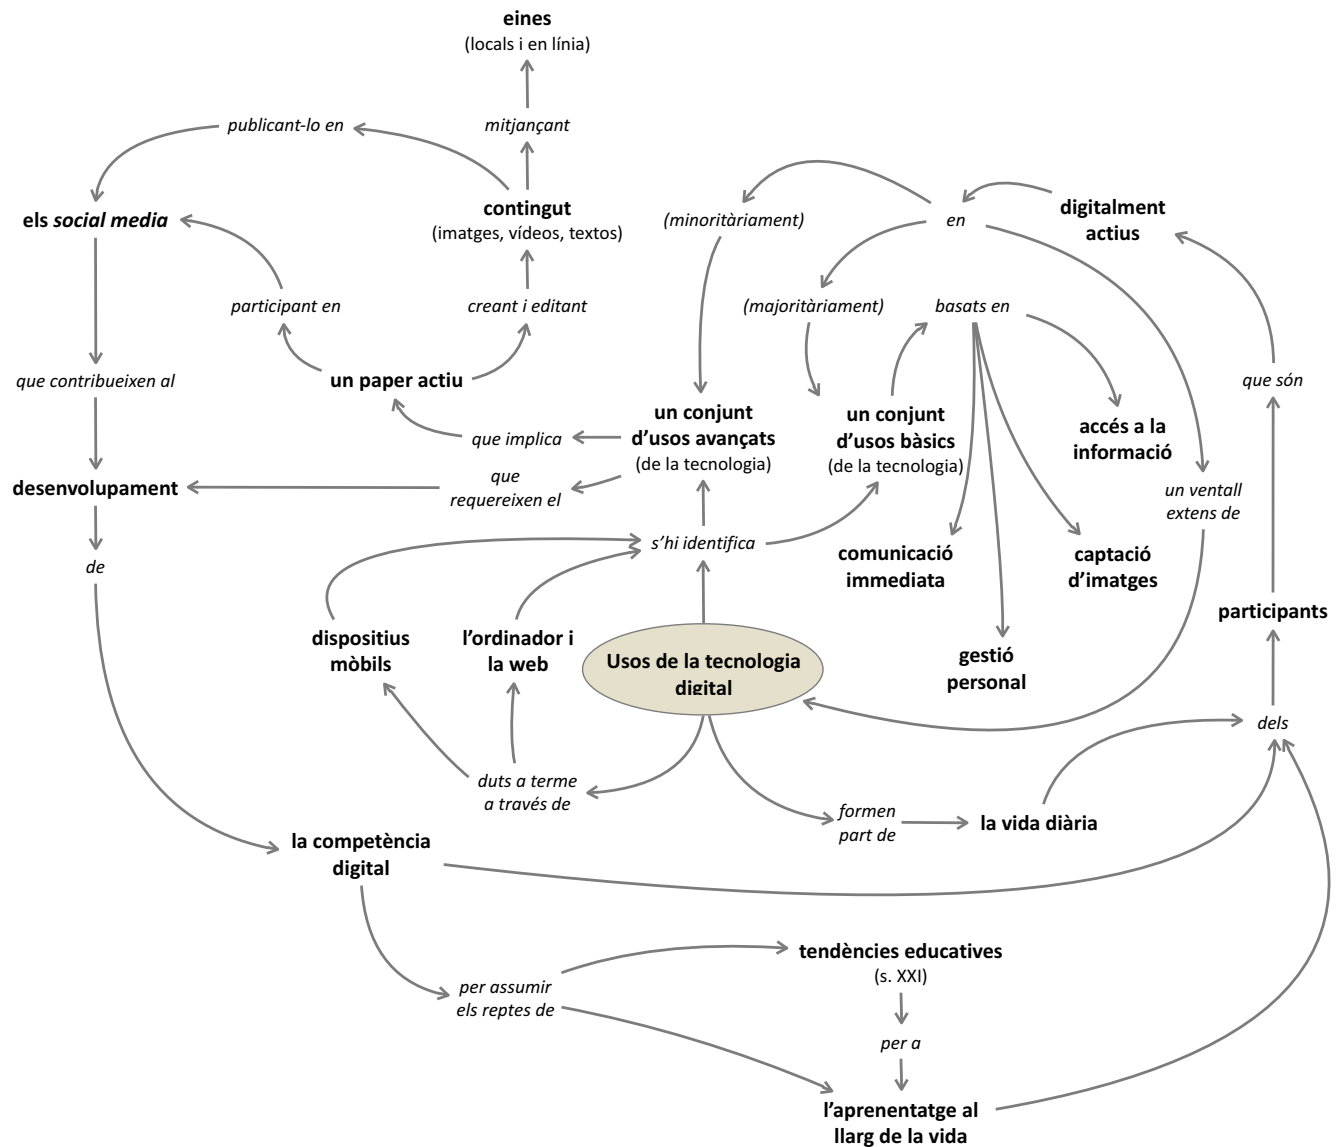 eines
(locals i en línia)
publicant-lo en
mitjançant
els social media
contingut
(imatges, vídeos, textos)
(minoritàriament)
en
digitalment
actius
participant en
creant i editant
(majoritàriament)
basats en
que contribueixen al
un paper actiu
que són
que implica
un conjunt
d'usos avançats
(de la tecnologia)
un conjunt
d'usos bàsics
(de la tecnologia)
accés a la
informació
desenvolupament
que
requereixen el
un ventall
extens de
de
s'hi identifica
comunicació
immediata
captació
d'imatges
participants
dispositius
mòbils
l'ordinador i
la web
Usos de la tecnologia
digital
gestió
personal
dels
duts a terme
a través de
formen
part de
la vida diària
la competència
digital
tendències educatives
(s. XXI)
per assumir
els reptes de
per a
l'aprenentatge al
llarg de la vida